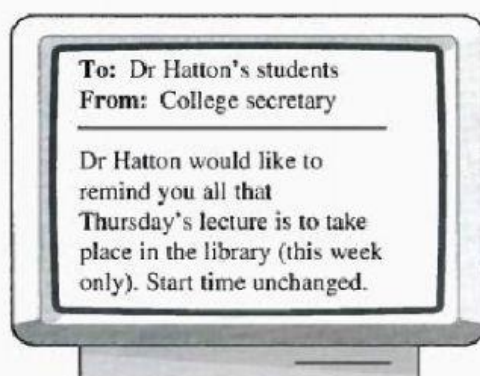 To: Dr Hatton's students
From: College secretary
Dr Hatton would like to
remind you all that
Thursday's lecture is to take
place in the library (this week
only). Start time unchanged.